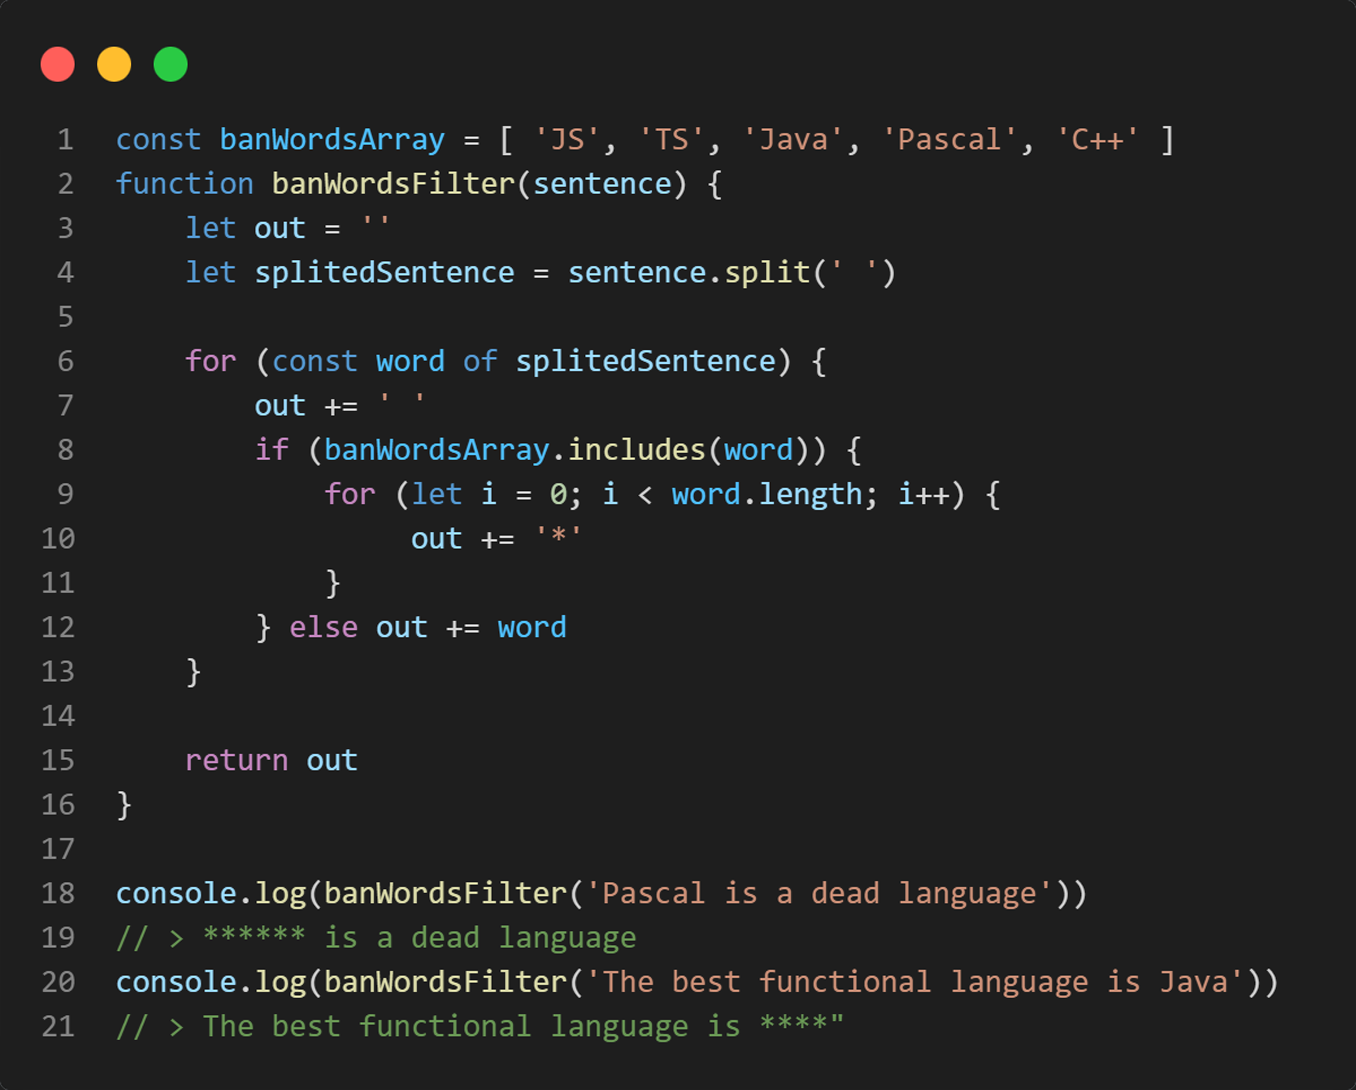 1 const banWordsArray = [ 'JS', 'TS', 'Java', 'Pascal', 'C++' ]
2 function banWordsFilter(sentence) {
3     let out = ''
4     let splitedSentence = sentence.split(' ')
5
6     for (const word of splitedSentence) {
7         out += ' '
8         if (banWordsArray.includes(word)) {
9             for (let i = 0; i < word.length; i++) {
10                 out += '*'
11             }
12         } else out += word
13     }
14
15     return out
16 }
17
18 console.log(banWordsFilter('Pascal is a dead language'))
19 // > ****** is a dead language
20 console.log(banWordsFilter('The best functional language is Java'))
21 // > The best functional language is ****"